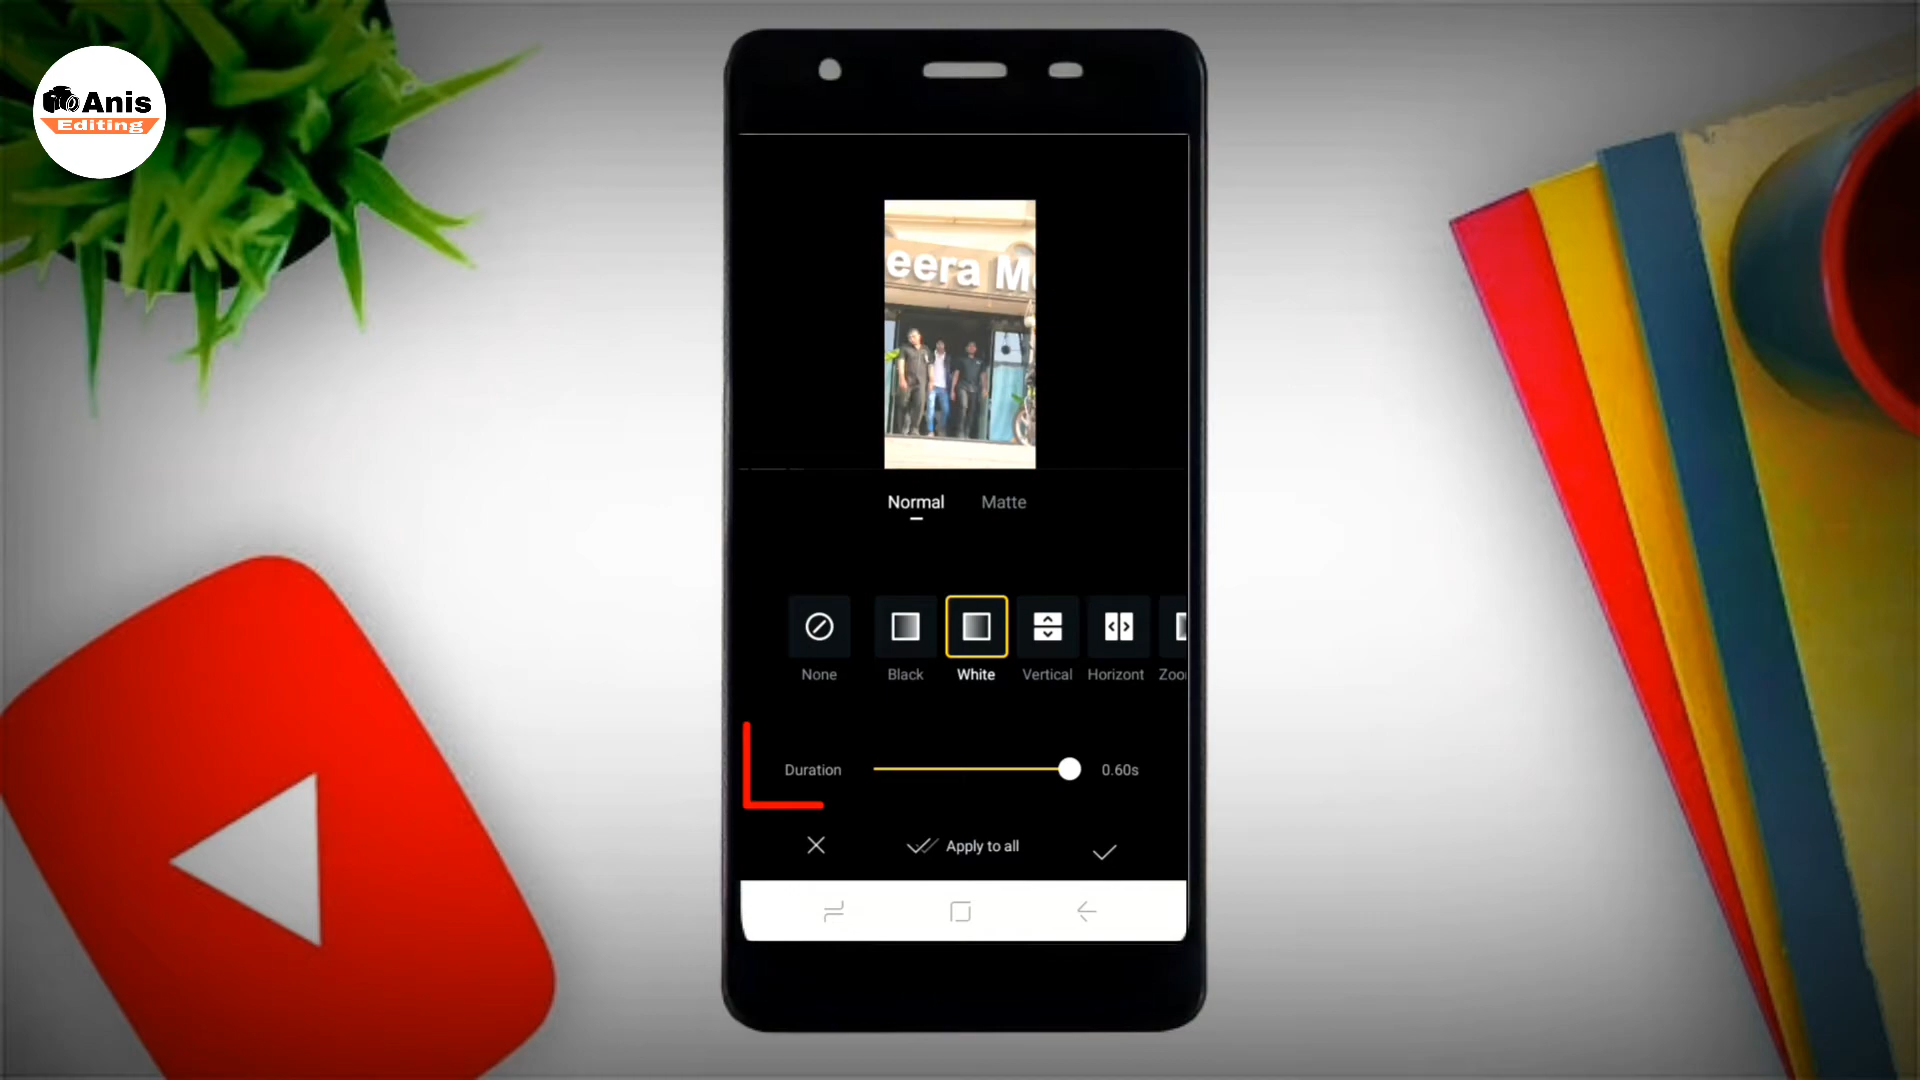 Anis
Editing
eera M
Normal Matte
None Black White Vertical Horizont Zoo
Duration 0.60s
Apply to all